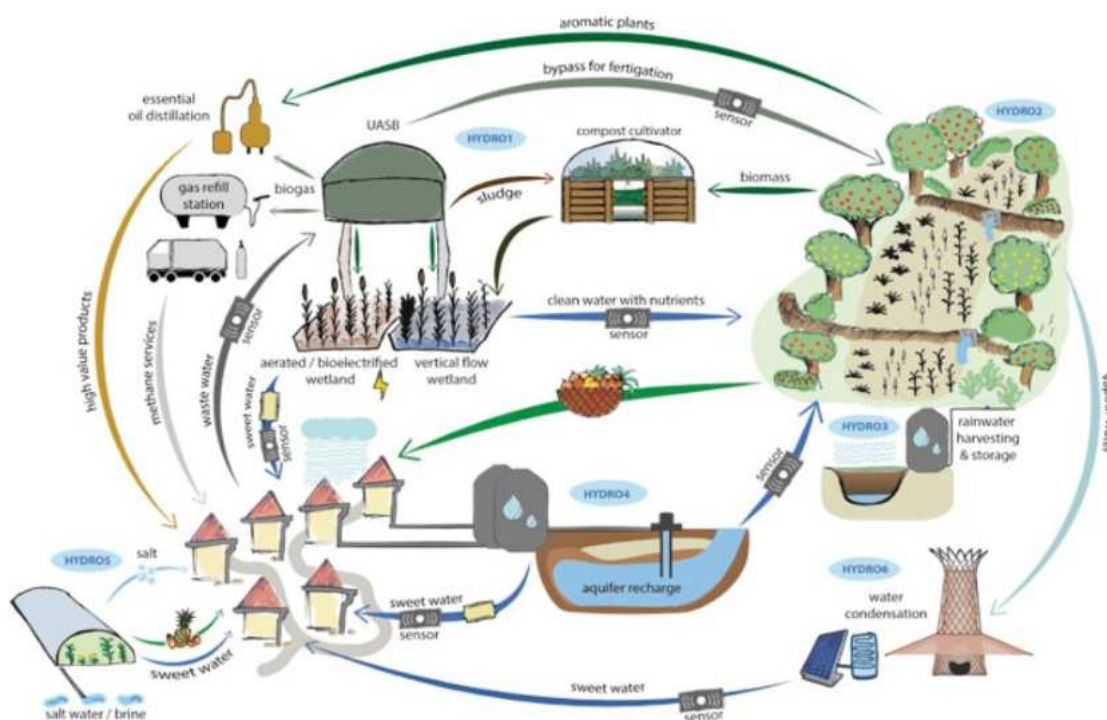 aromatic plants
bypass for fertigation
sensor
HYDRO2
essential
oil distillation
UASB
HYDRO1
compost cultivator
gas refill
station
biogas
sludge
biomass
high value products
methane services
waste water
sensor
clean water with nutrients
sensor
aerated / bioelectrified
wetland
vertical flow
wetland
sweet water
sensor
HYDRO3
rainwater
harvesting
& storage
sensor
HYDRO4
aquifer recharge
HYDRO5
salt
sweet water
sensor
HYDRO6
water
condensation
sweet water
salt water / brine
sweet water
sensor